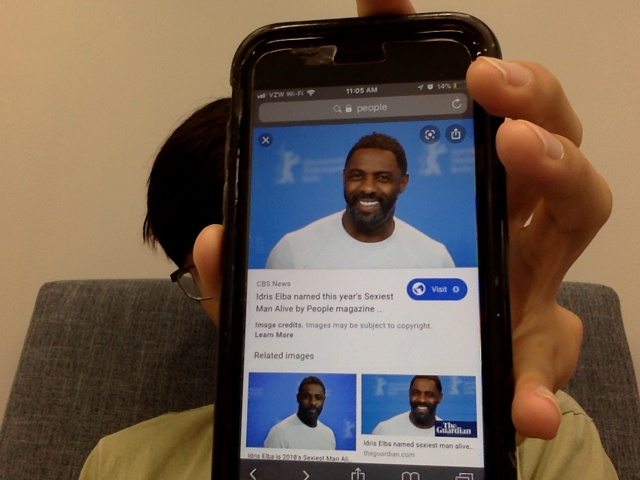 VZW Wi-Fi 11:05 AM 14%
people
CBS News
Visit
Idris Elba named this year's Sexiest
Man Alive by People magazine ...
Image credits. Images may be subject to copyright.
Learn More
Related images
The
Guardian
Idris Elba is 2018's Sexiest Man Ali...
Idris Elba named sexiest man alive...
theguardian.com